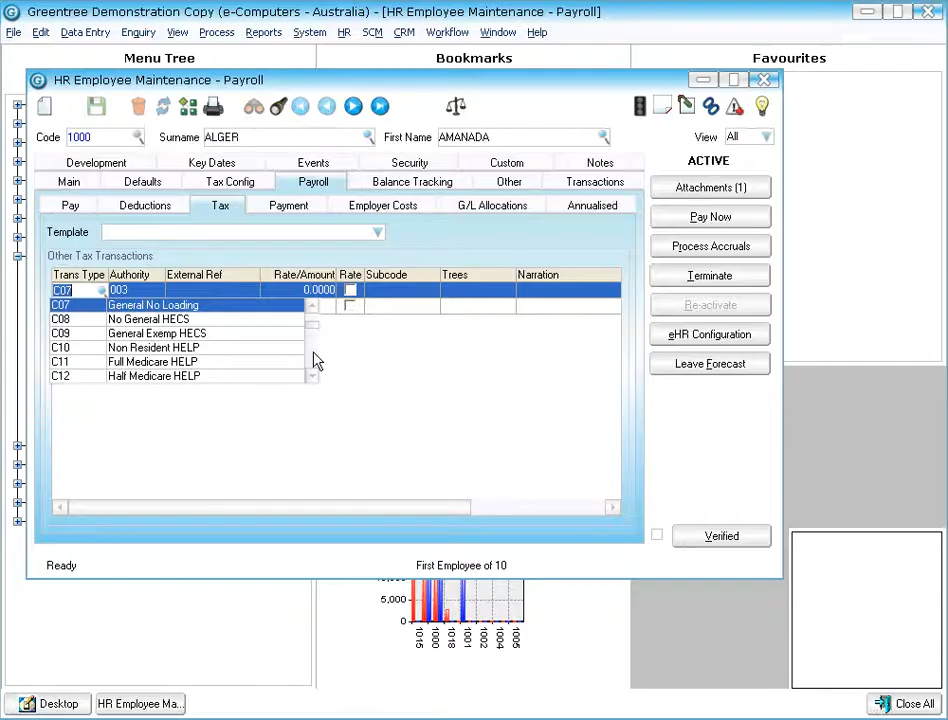 Greentree Demonstration Copy (e-Computers - Australia) - [HR Employee Maintenance - Payroll]
File Edit Data Entry Enquiry View Process Reports System HR SCM CRM Workflow Window Help
Menu Tree Bookmarks Favourites
HR Employee Maintenance - Payroll
Code 1000 Surname ALGER First Name AMANADA View All
Development Key Dates Events Security Custom Notes
ACTIVE
Main Defaults Tax Config Payroll Balance Tracking Other Transactions
Attachments (1)
Pay Deductions Tax Payment Employer Costs G/L Allocations Annualised
Pay Now
Template
Process Accruals
Other Tax Transactions
Trans Type Authority External Ref Rate/Amount Rate Subcode Trees Narration
Terminate
C07 003 0.0000
C07 General No Loading
Re-activate
C08 No General HECS
C09 General Exemp HECS
eHR Configuration
C10 Non Resident HELP
C11 Full Medicare HELP
Leave Forecast
C12 Half Medicare HELP
Verified
Ready First Employee of 10
5,000
0
1015 1000 1018 1001 1002 1004 1005
Desktop HR Employee Ma... Close All